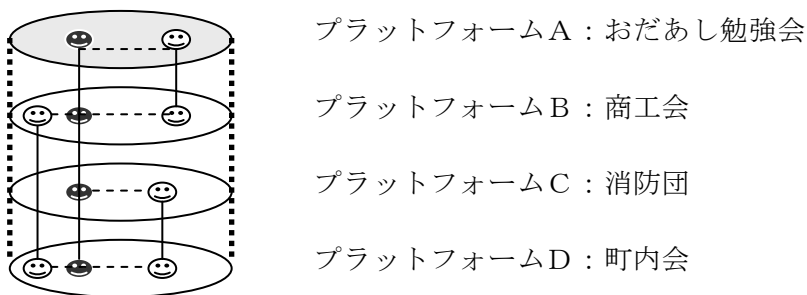 プラットフォームA：おだあし勉強会
プラットフォームB：商工会
プラットフォームC：消防団
プラットフォームD：町内会